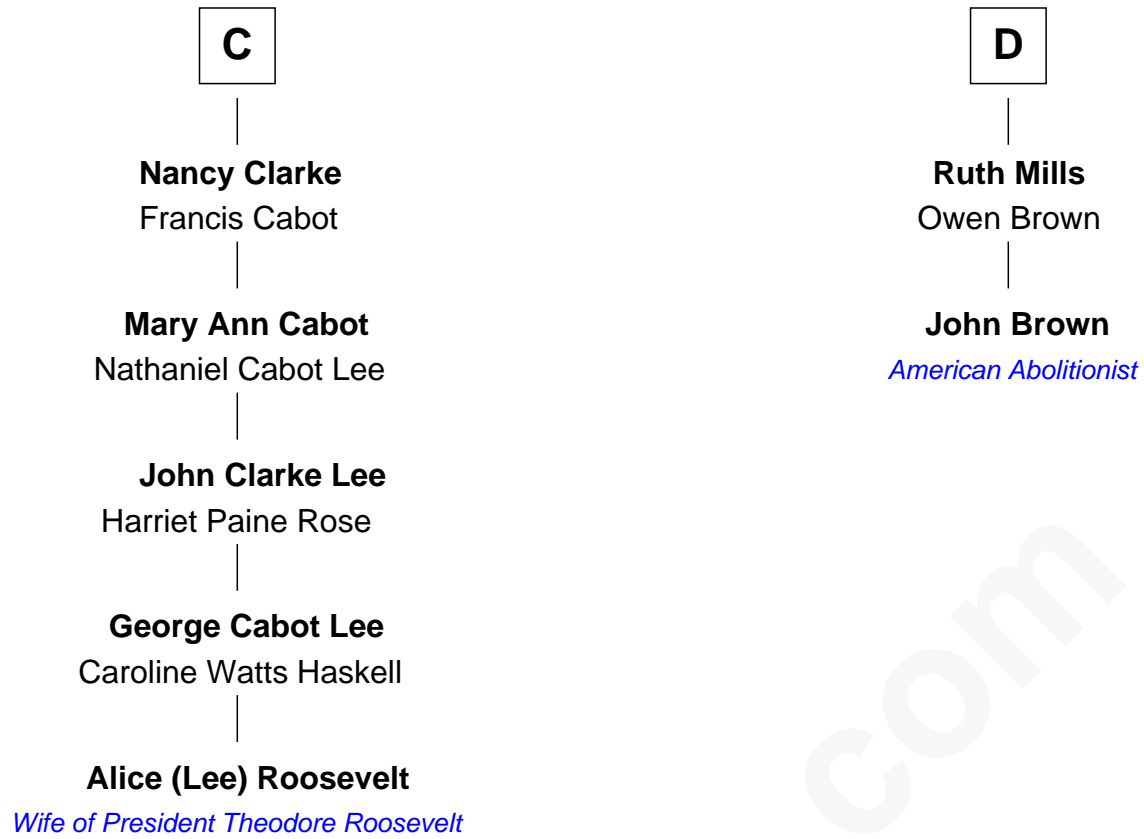 C
Nancy Clarke
Francis Cabot
Mary Ann Cabot
Nathaniel Cabot Lee
John Clarke Lee
Harriet Paine Rose
George Cabot Lee
Caroline Watts Haskell
Alice (Lee) Roosevelt
Wife of President Theodore Roosevelt
D
Ruth Mills
Owen Brown
John Brown
American Abolitionist
com